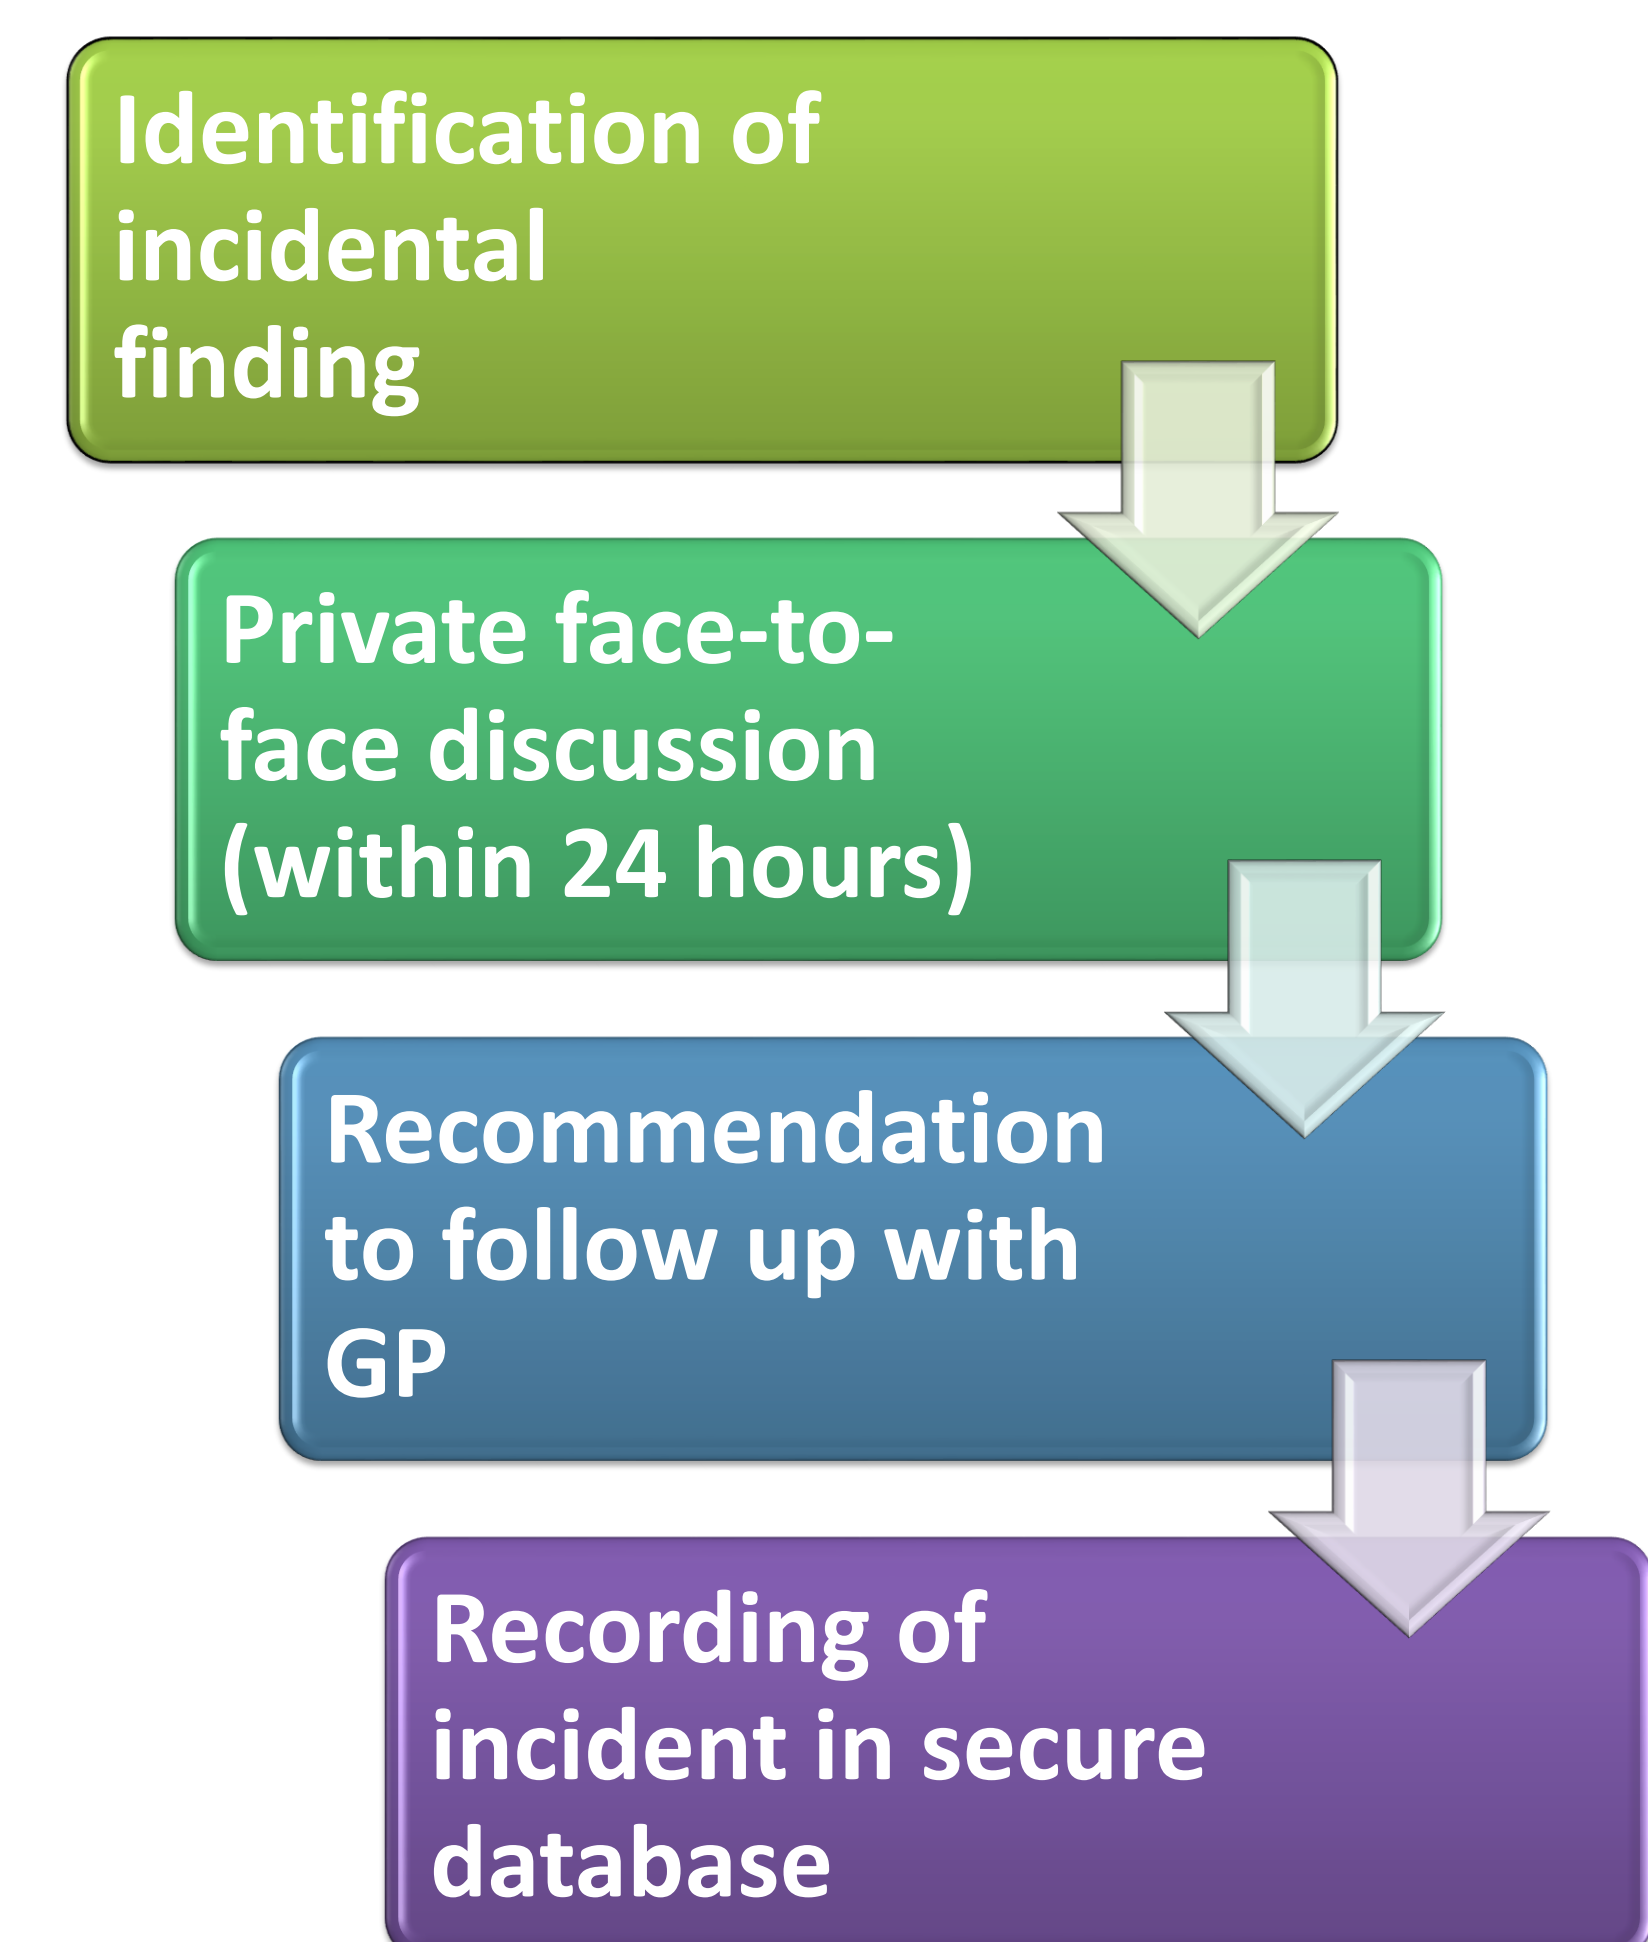 Identification of
incidental
finding
Private face-to-
face discussion
(within 24 hours)
Recommendation
to follow up with
GP
Recording of
incident in secure
database